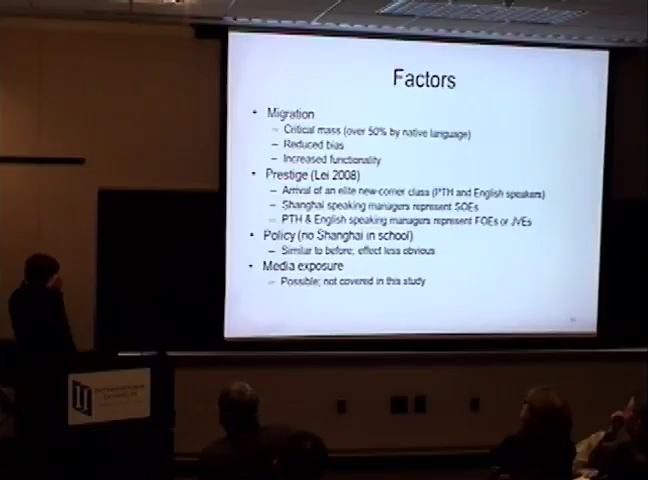 Factors
• Migration
– Critical mass (over 50% by native language)
– Reduced bias
– Increased functionality
• Prestige (Lei 2008)
– Arrival of an elite new-comer class (PTH and English speakers)
– Shanghai speaking managers represent SOEs
– PTH & English speaking managers represent FOEs or JVEs
• Policy (no Shanghai in school)
– Similar to before; effect less obvious
• Media exposure
– Possible; not covered in this study